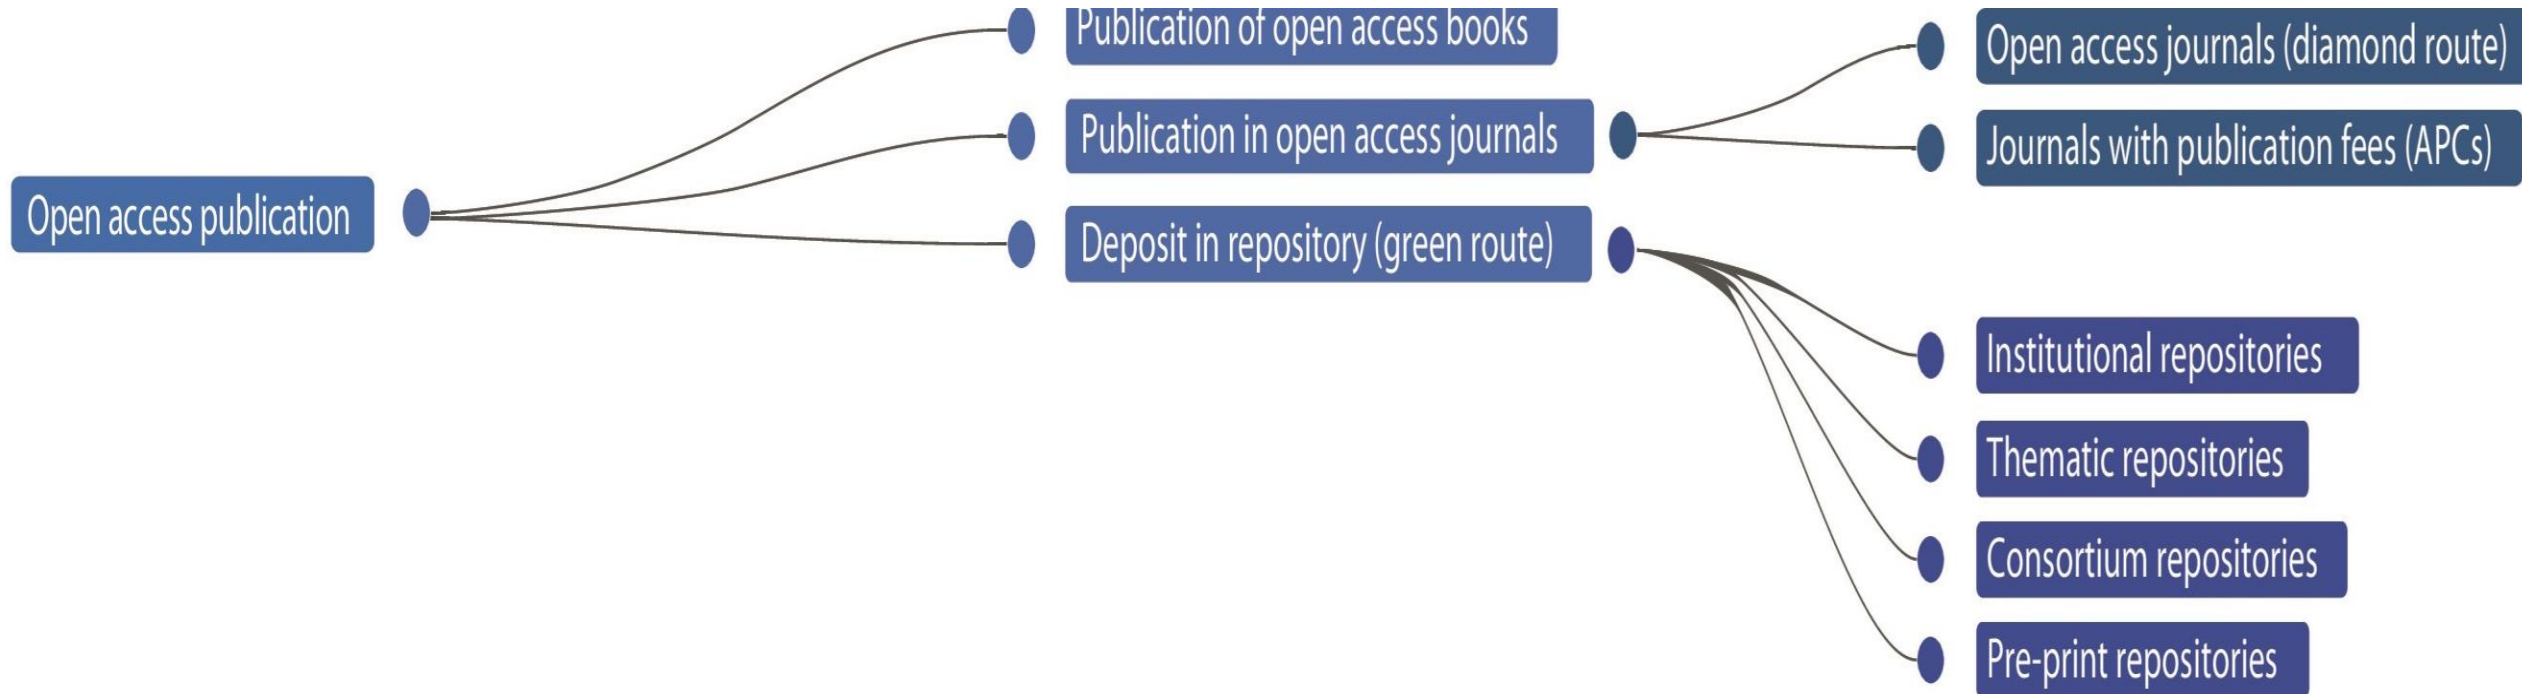 Open access publication
Publication of open access books
Publication in open access journals
Deposit in repository (green route)
Open access journals (diamond route)
Journals with publication fees (APCs)
Institutional repositories
Thematic repositories
Consortium repositories
Pre-print repositories